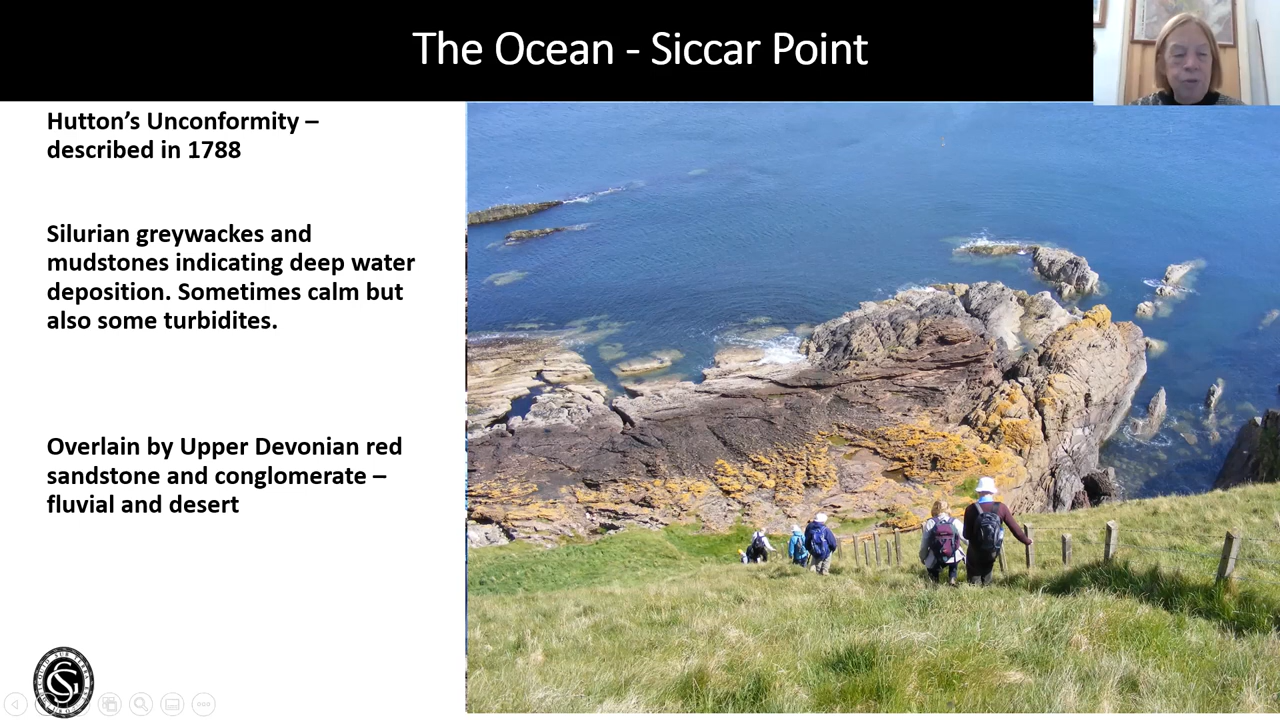 The Ocean - Siccar Point
Hutton’s Unconformity –
described in 1788
Silurian greywackes and
mudstones indicating deep water
deposition. Sometimes calm but
also some turbidites.
Overlain by Upper Devonian red
sandstone and conglomerate –
fluvial and desert